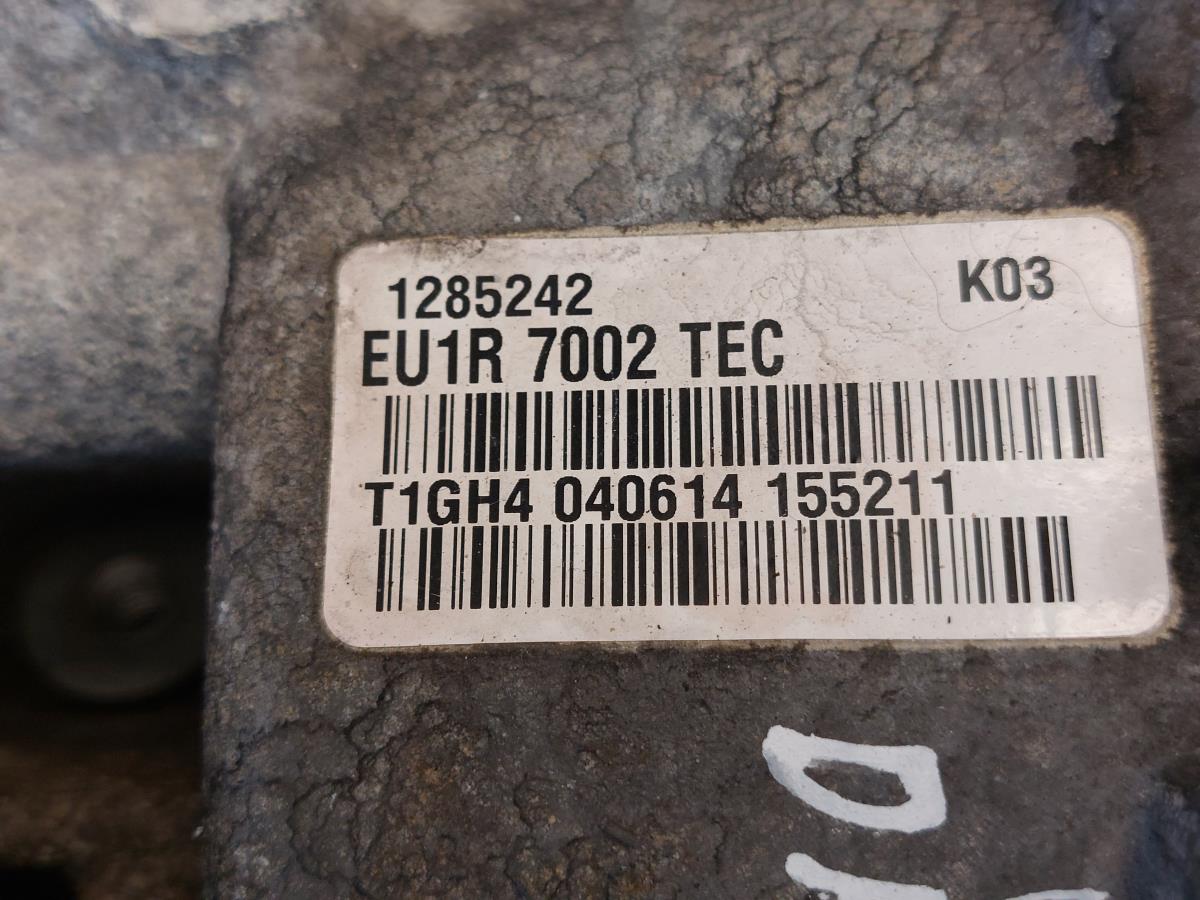 1285242 K03
EU1R 7002 TEC
T1GH4 040614 155211